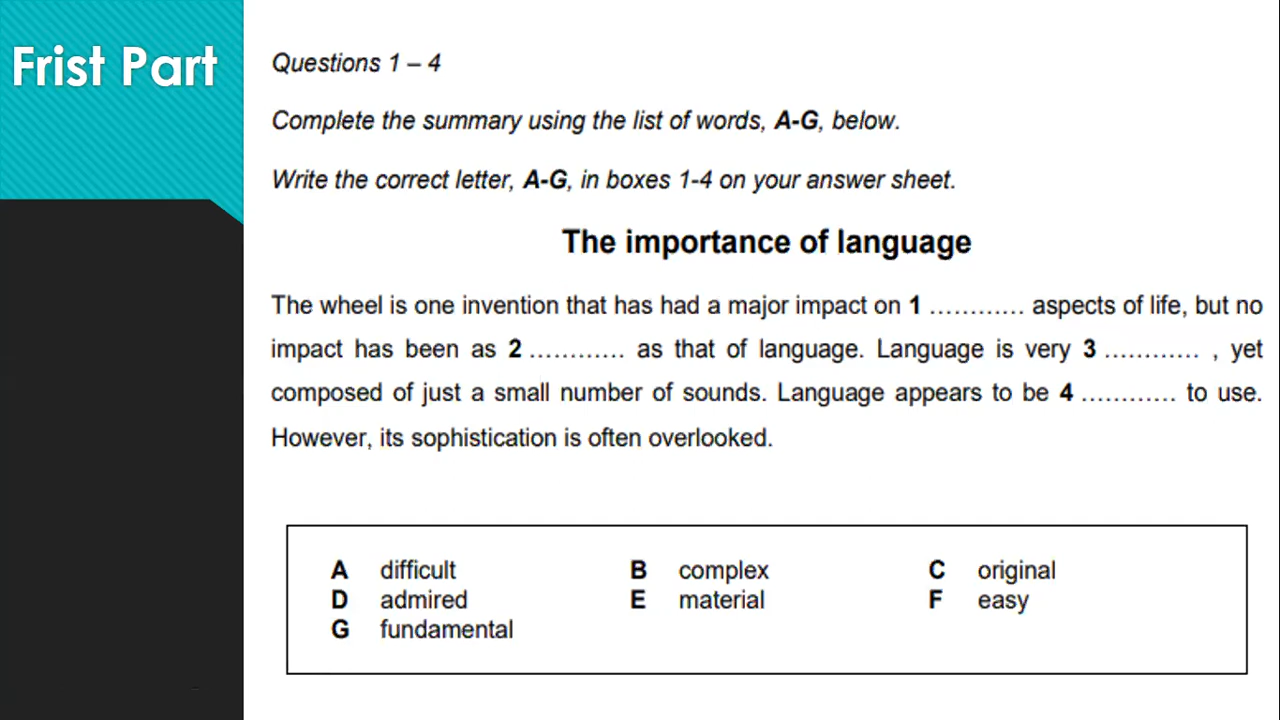 Frist Part
Questions 1 – 4
Complete the summary using the list of words, A-G, below.
Write the correct letter, A-G, in boxes 1-4 on your answer sheet.
The importance of language
The wheel is one invention that has had a major impact on 1 ………… aspects of life, but no
impact has been as 2 ………… as that of language. Language is very 3 ………… , yet
composed of just a small number of sounds. Language appears to be 4 ………… to use.
However, its sophistication is often overlooked.
A difficult B complex C original
D admired E material F easy
G fundamental